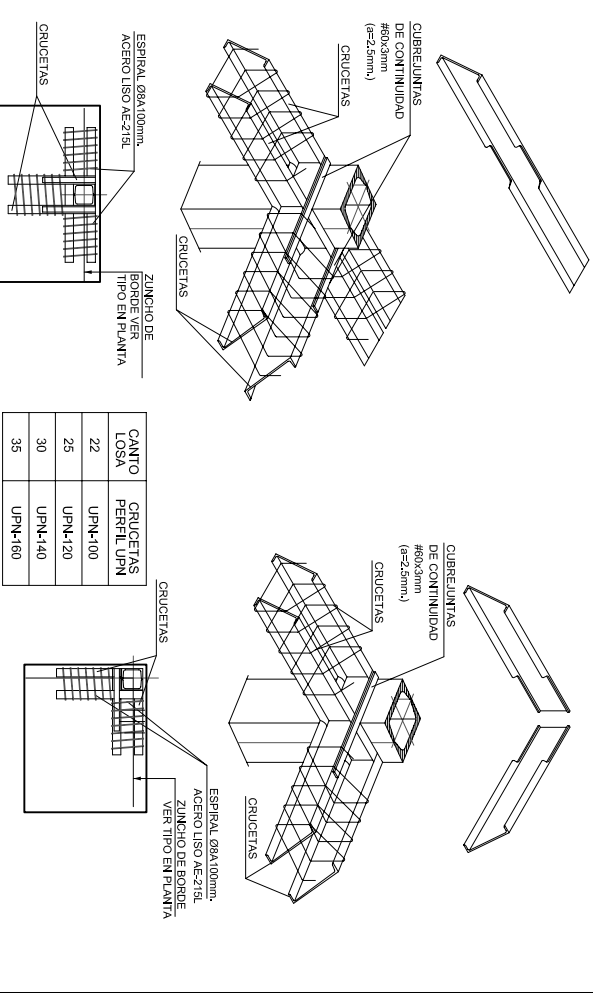 CUBREJUNTAS
DE CONTINUIDAD
#60x3mm
(a=2.5mm.)
CRUCETAS
CRUCETAS
CRUCETAS
ESPIRAL Ø8A100mm.
ACERO LISO AE-215L
ZUNCHO DE
BORDE VER
TIPO EN PLANTA
CUBREJUNTAS
DE CONTINUIDAD
#60x3mm
(a=2.5mm.)
CRUCETAS
CRUCETAS
CANTO LOSA
CRUCETAS PERFIL UPN
22 UPN-100
25 UPN-120
30 UPN-140
35 UPN-160
CRUCETAS
ESPIRAL Ø8A100mm.
ACERO LISO AE-215L
ZUNCHO DE BORDE
VER TIPO EN PLANTA